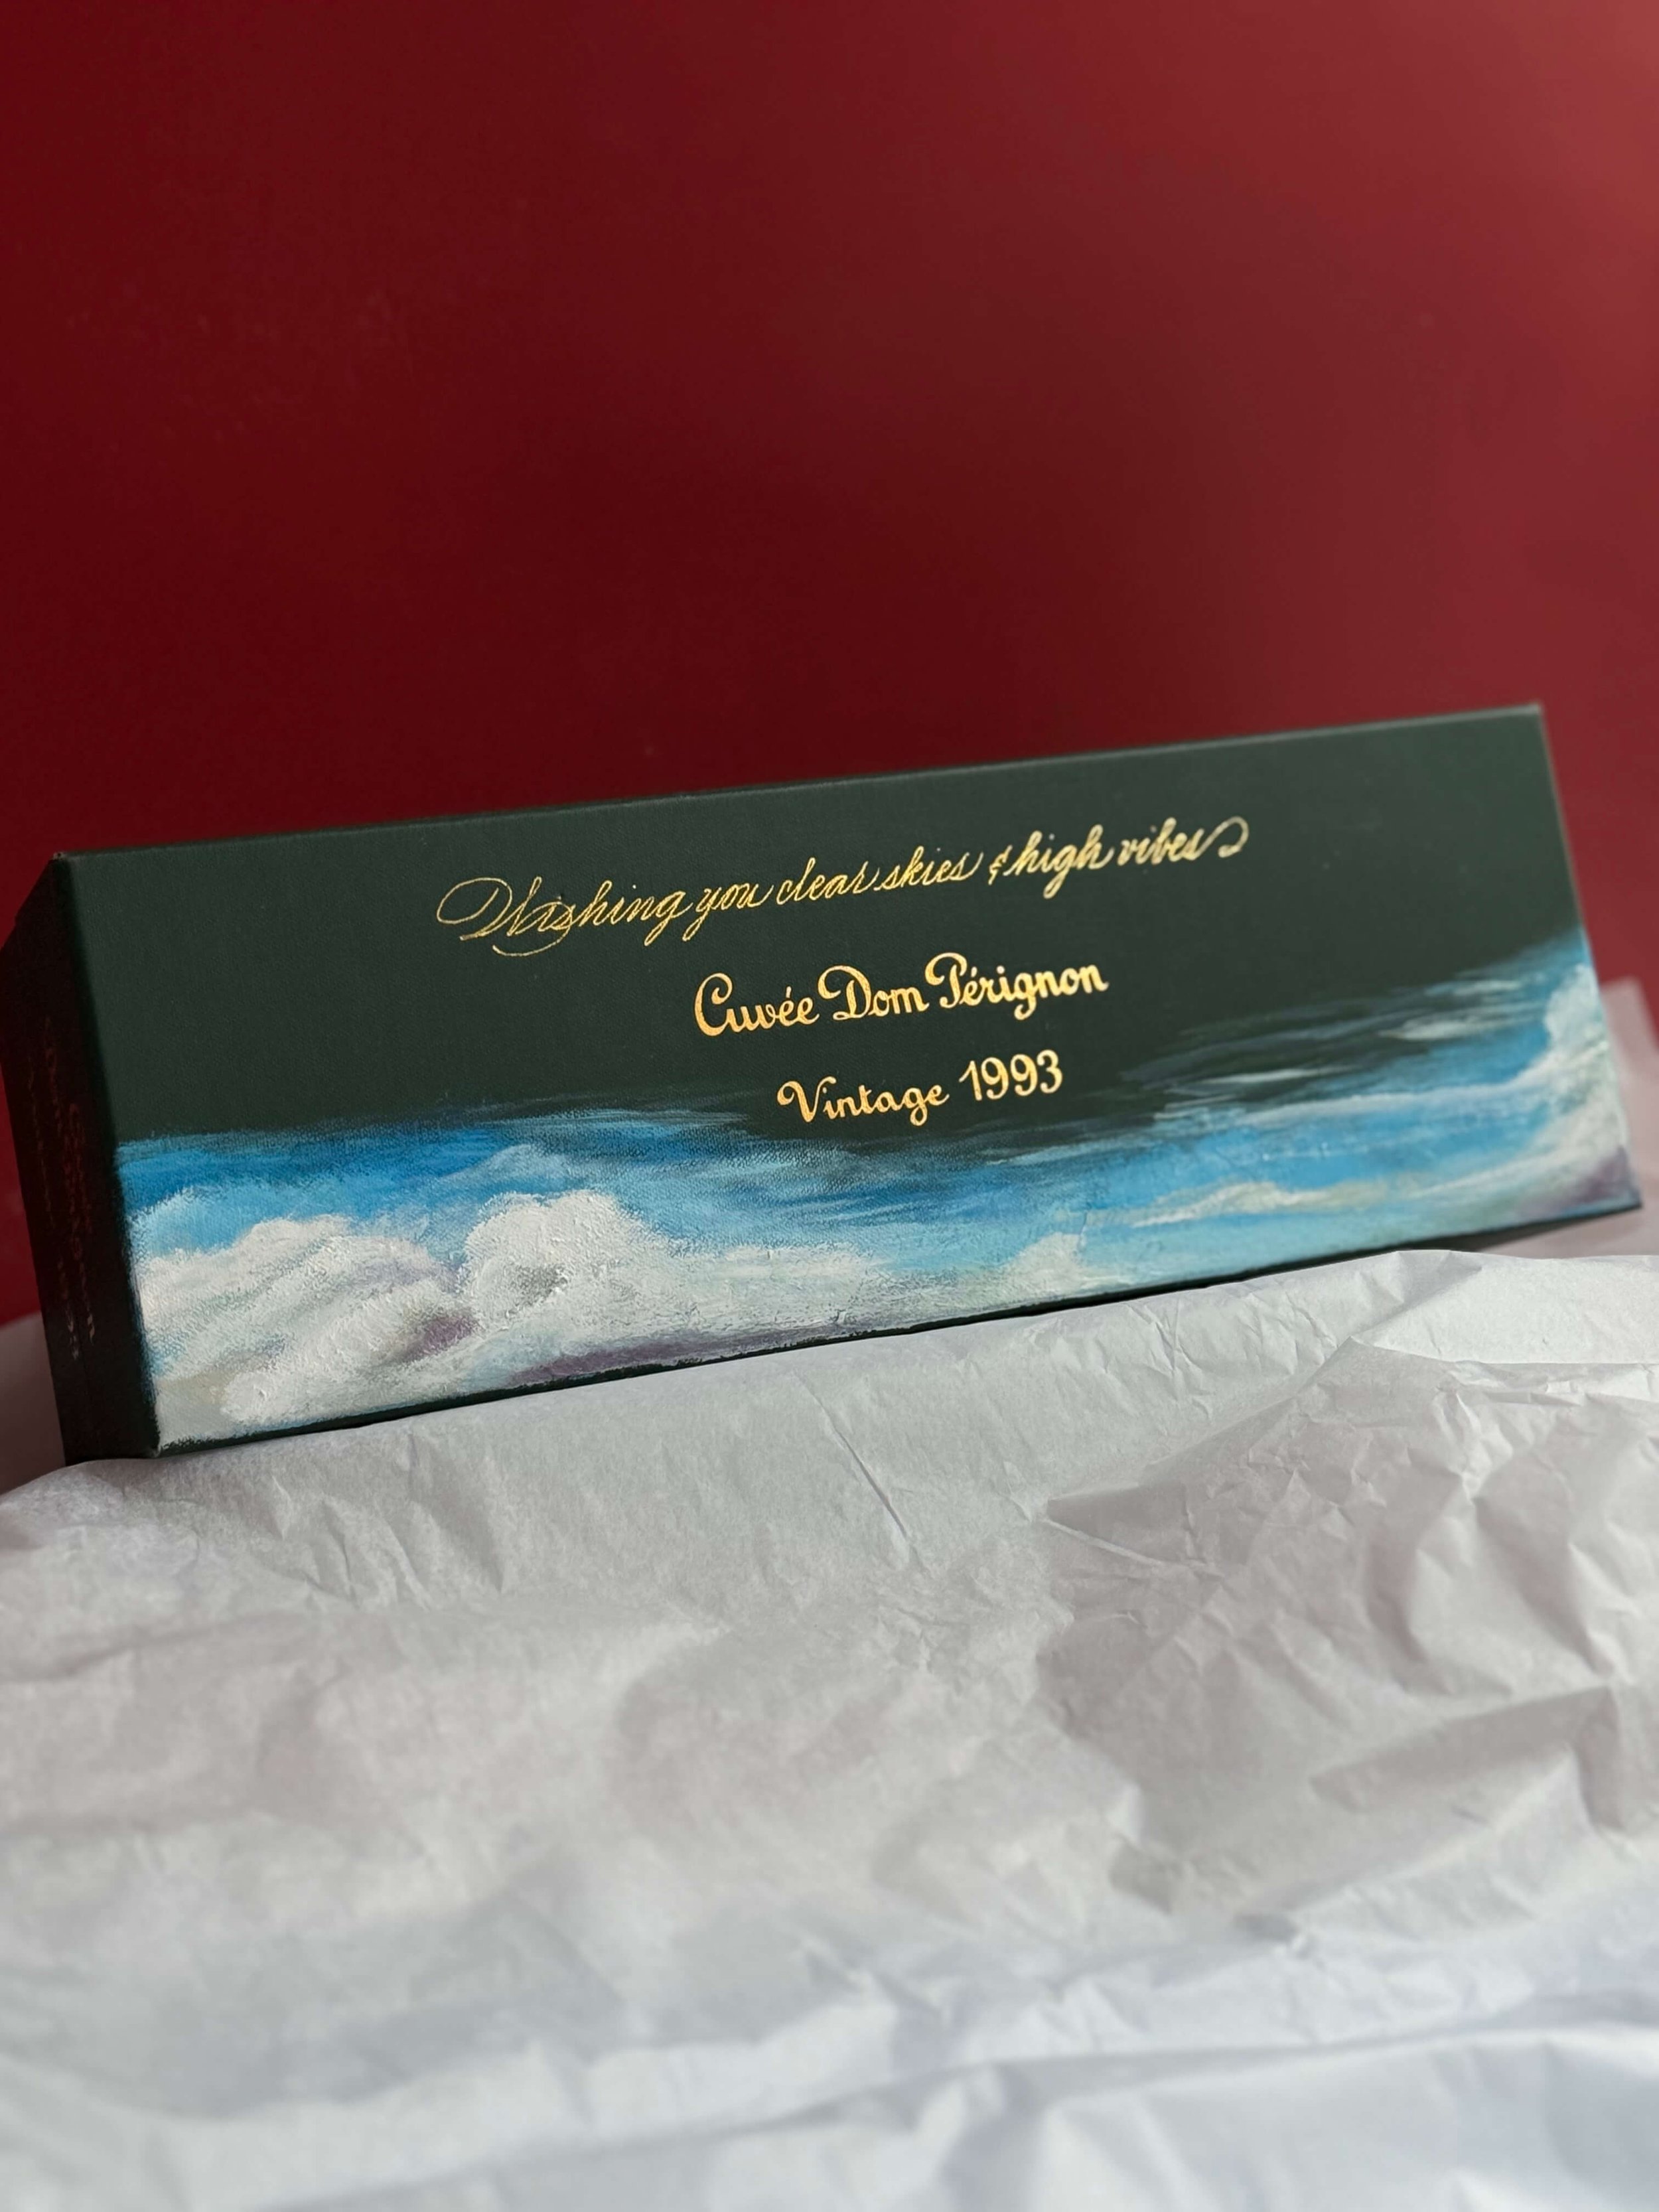 Wishing you clear skies & high vibes
Cuvée Dom Pérignon
Vintage 1993